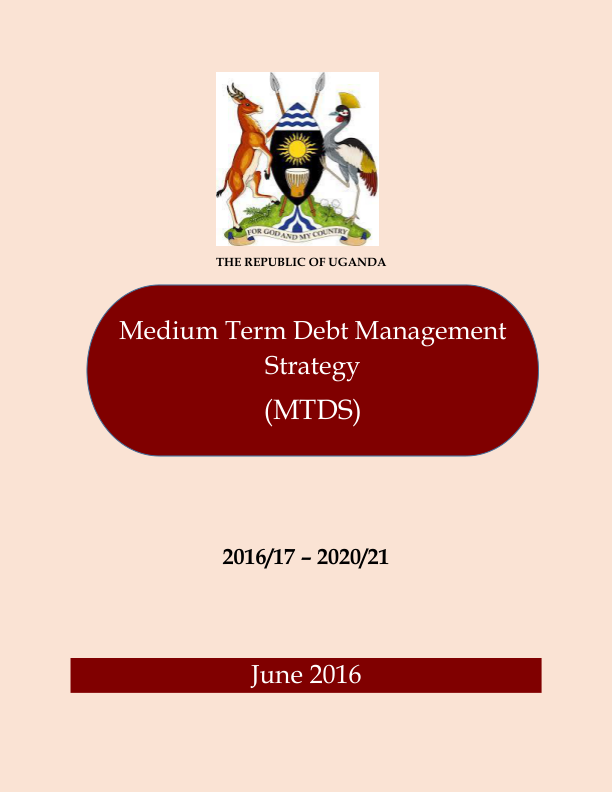 FOR GOD AND MY COUNTRY
THE REPUBLIC OF UGANDA
Medium Term Debt Management
Strategy
(MTDS)
2016/17 – 2020/21
June 2016